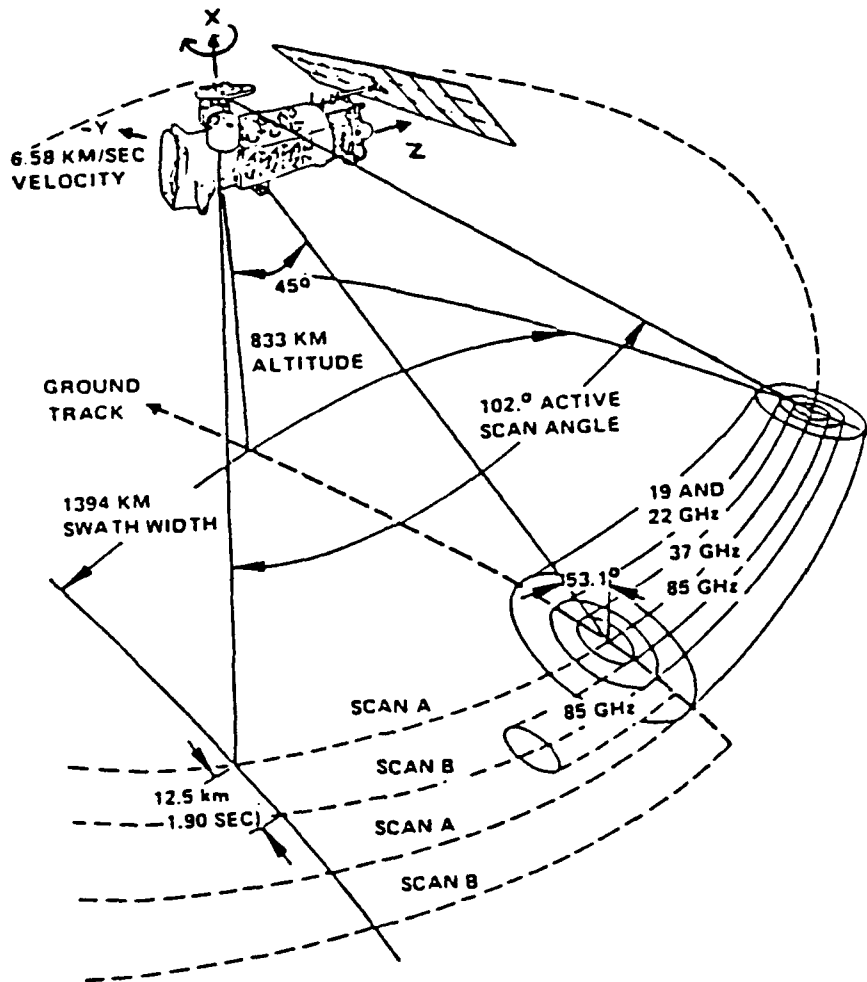 X
-Y
6.58 KM/SEC
VELOCITY
Z
45°
833 KM
ALTITUDE
GROUND
TRACK
102.° ACTIVE
SCAN ANGLE
1394 KM
SWATH WIDTH
19 AND
22 GHz
37 GHz
85 GHz
53.1°
SCAN A
85 GHz
SCAN B
12.5 km
1.90 SEC)
SCAN A
SCAN B